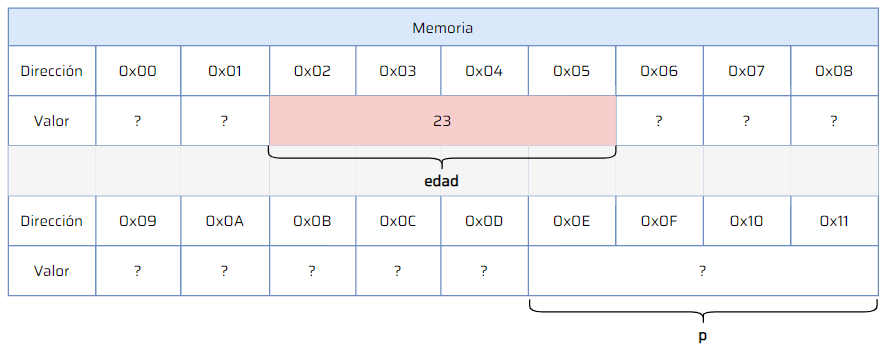 Memoria
Dirección 0x00 0x01 0x02 0x03 0x04 0x05 0x06 0x07 0x08
Valor ? ? 23 ? ? ?
edad
Dirección 0x09 0x0A 0x0B 0x0C 0x0D 0x0E 0x0F 0x10 0x11
Valor ? ? ? ? ? ?
p